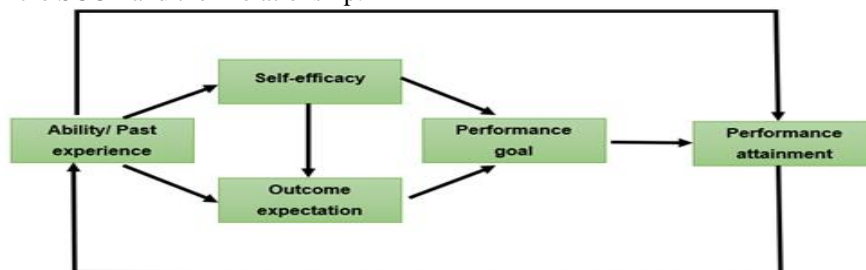 Self-efficacy
Ability/ Past
experience
Performance
goal
Performance
attainment
Outcome
expectation